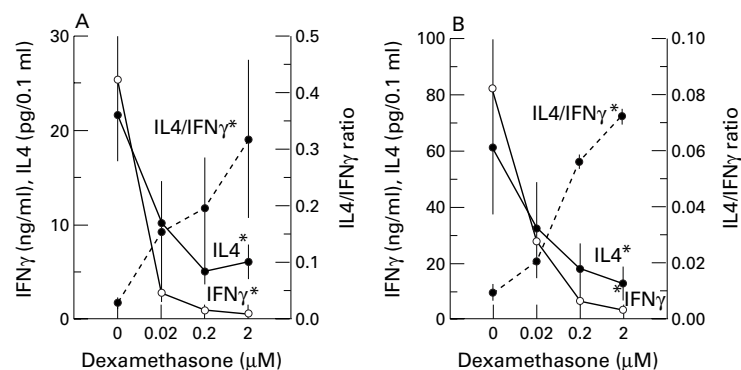 A
30
20
10
0
IFNγ (ng/ml), IL4 (pg/0.1 ml)
0.5
0.4
0.3
0.2
0.1
0.0
IL4/IFNγ ratio
IL4/IFNγ*
IL4*
IFNγ*
0 0.02 0.2 2
Dexamethasone (µM)
B
100
80
60
40
20
0
IFNγ (ng/ml), IL4 (pg/0.1 ml)
0.10
0.08
0.06
0.04
0.02
0.00
IL4/IFNγ ratio
IL4/IFNγ*
IL4*
*IFNγ
0 0.02 0.2 2
Dexamethasone (µM)